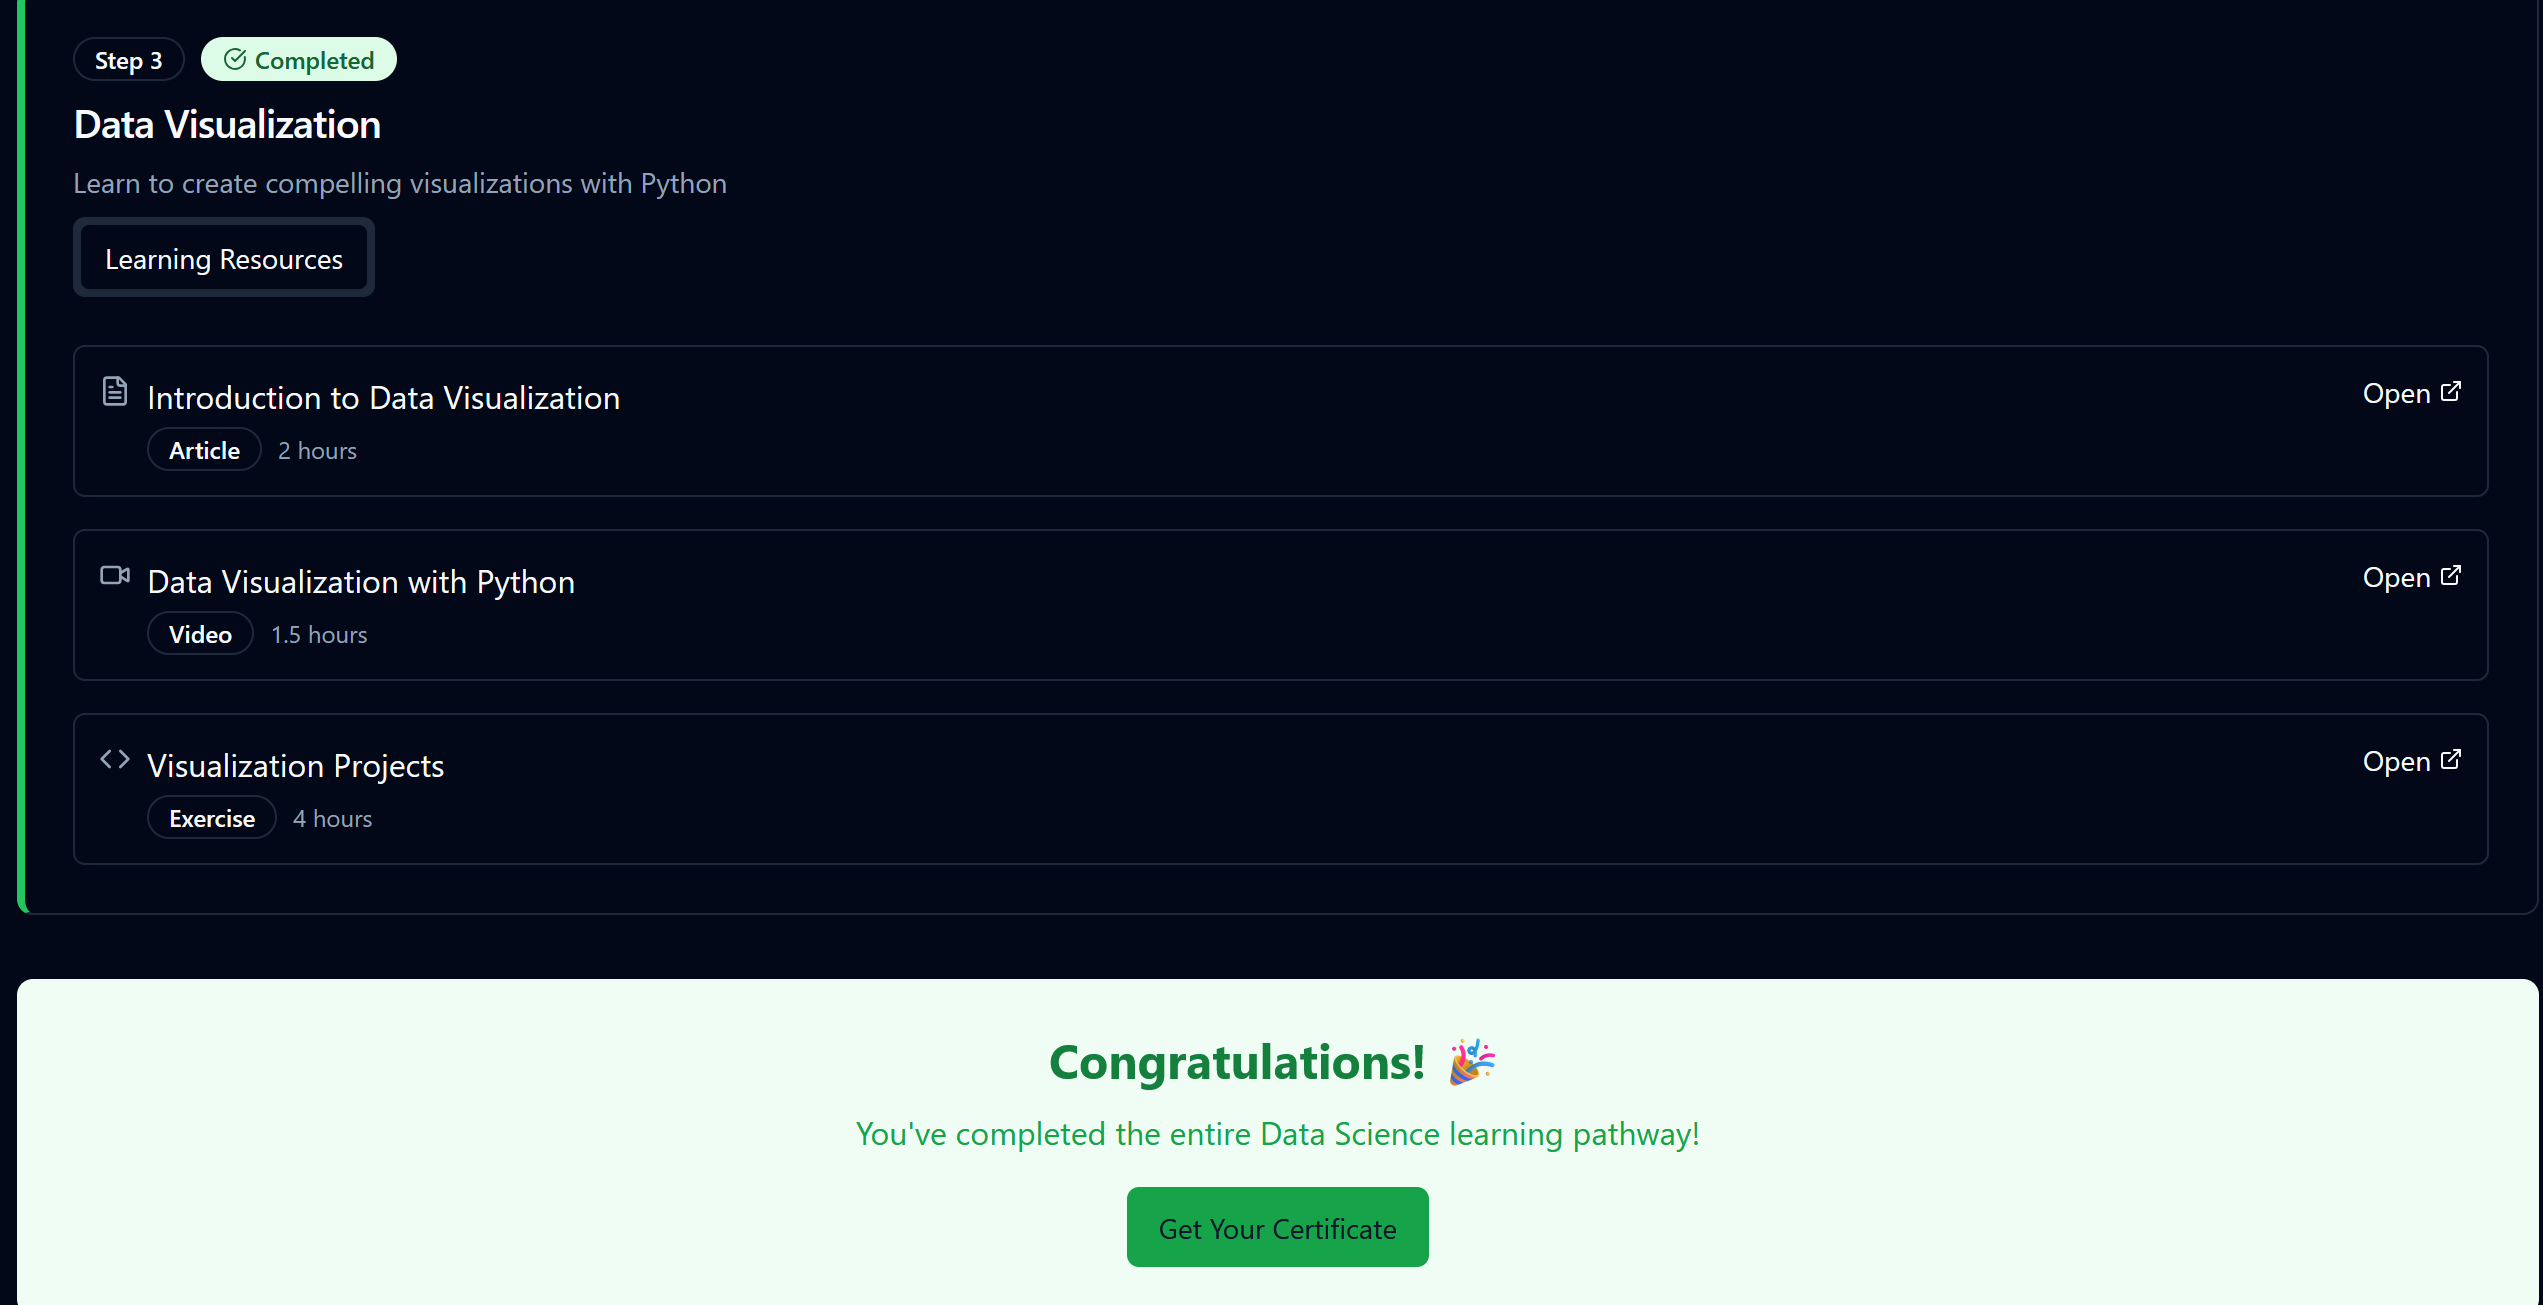 Step 3 Completed
Data Visualization
Learn to create compelling visualizations with Python
Learning Resources
Introduction to Data Visualization
Open
Article 2 hours
Data Visualization with Python
Open
Video 1.5 hours
Visualization Projects
Open
Exercise 4 hours
Congratulations! 🎉
You've completed the entire Data Science learning pathway!
Get Your Certificate